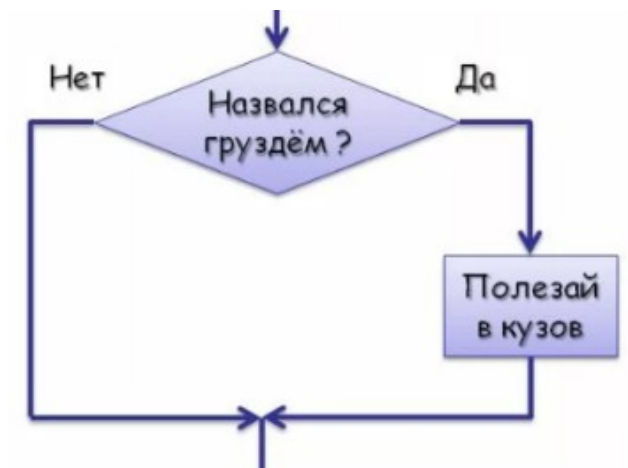 Нет
Да
Назвался
груздём ?
Полезай
в кузов